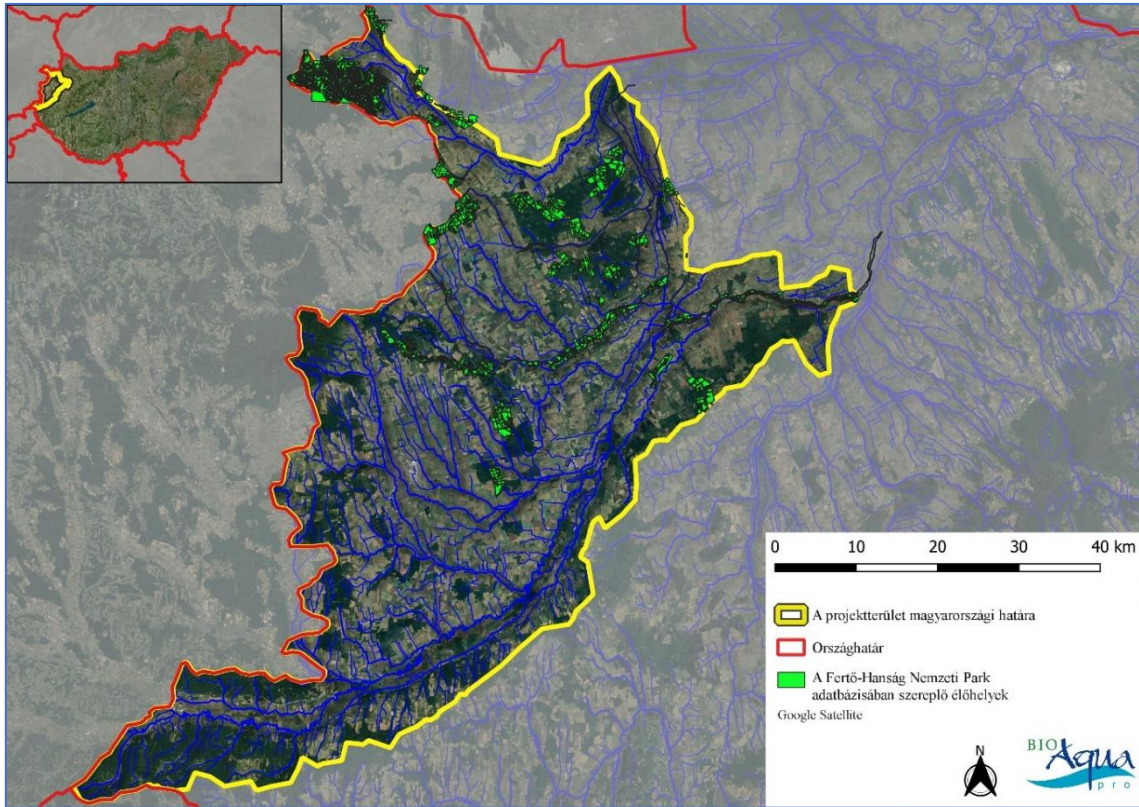 0 10 20 30 40 km
A projektterület magyarországi határa
Országhatár
A Fertő-Hanság Nemzeti Park
adatbázisában szereplő élőhelyek
Google Satellite
N
BIO
Aqua
pro